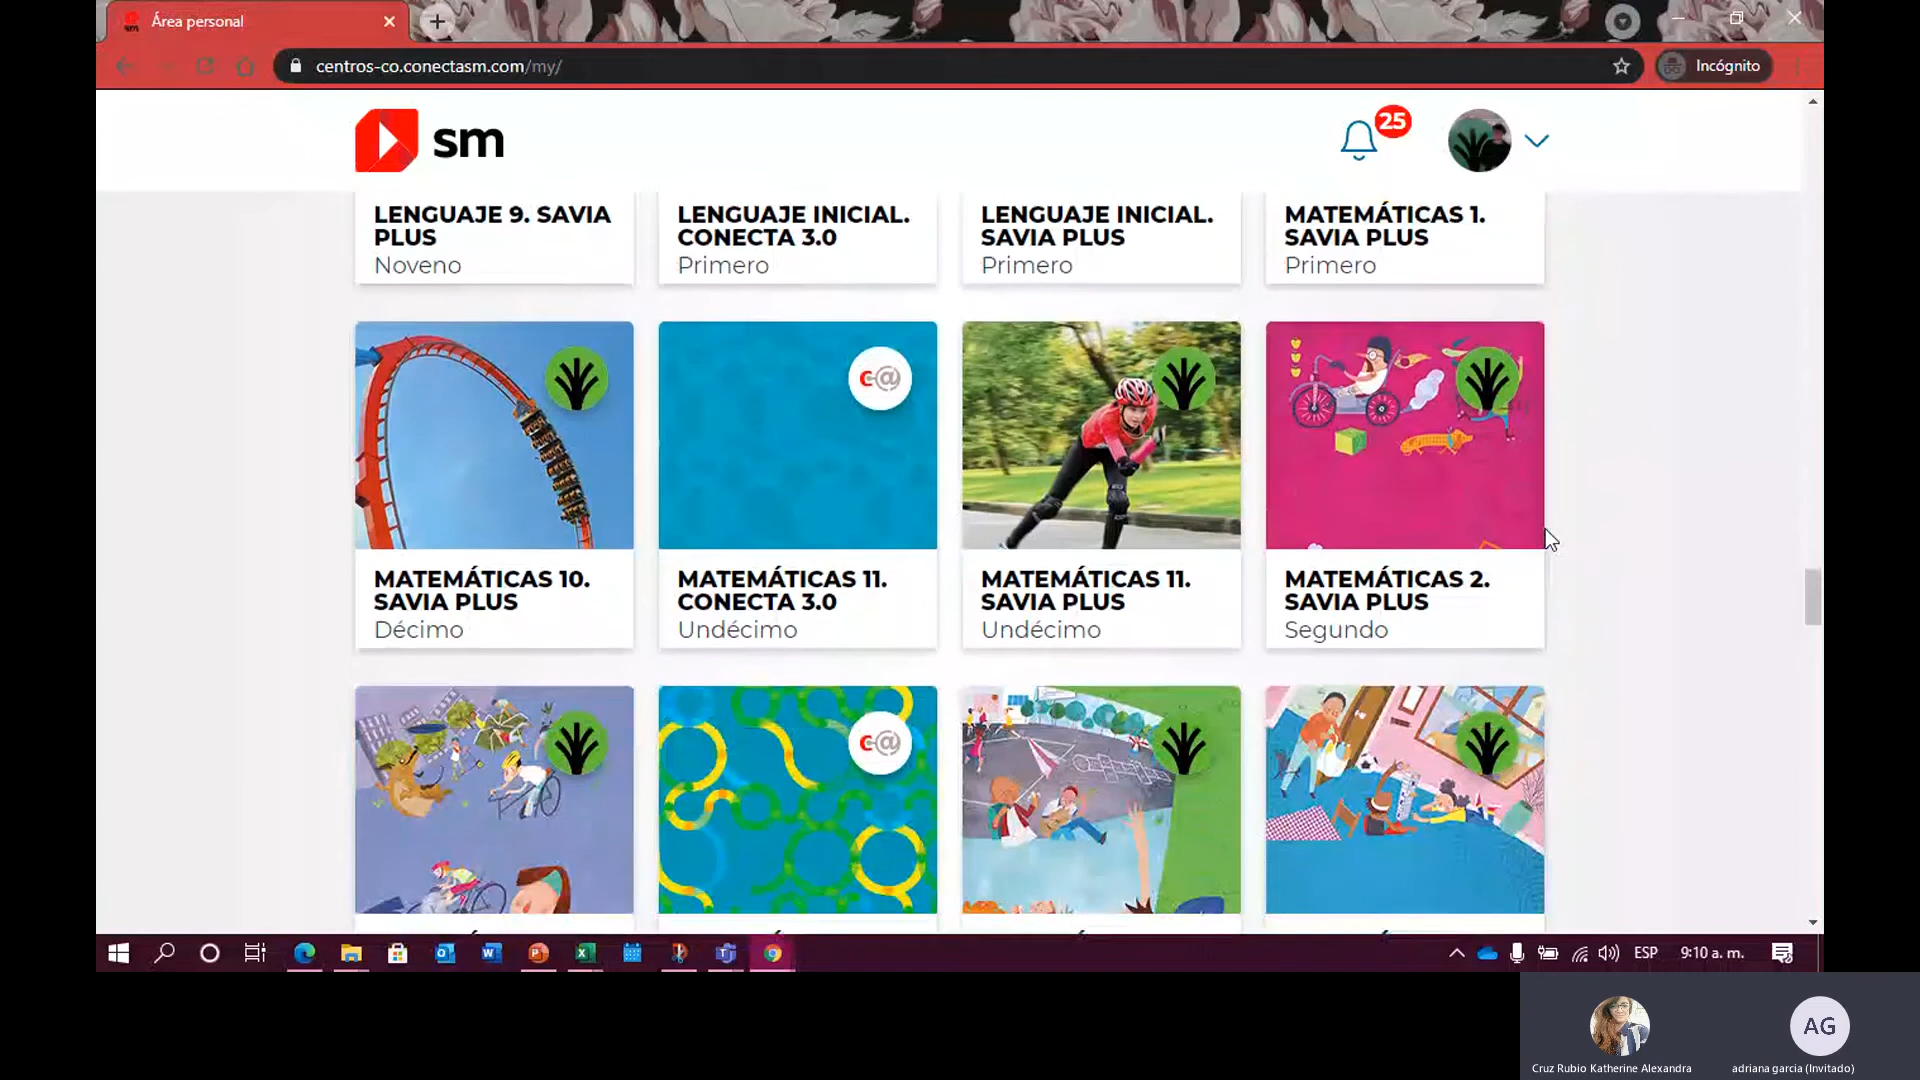 Área personal
centros-co.conectasm.com/my/
Incógnito
sm
25
LENGUAJE 9. SAVIA
PLUS
Noveno
LENGUAJE INICIAL.
CONECTA 3.0
Primero
LENGUAJE INICIAL.
SAVIA PLUS
Primero
MATEMÁTICAS 1.
SAVIA PLUS
Primero
c@
MATEMÁTICAS 10.
SAVIA PLUS
Décimo
MATEMÁTICAS 11.
CONECTA 3.0
Undécimo
MATEMÁTICAS 11.
SAVIA PLUS
Undécimo
MATEMÁTICAS 2.
SAVIA PLUS
Segundo
c@
ESP
9:10 a. m.
AG
Cruz Rubio Katherine Alexandra
adriana garcia (Invitado)